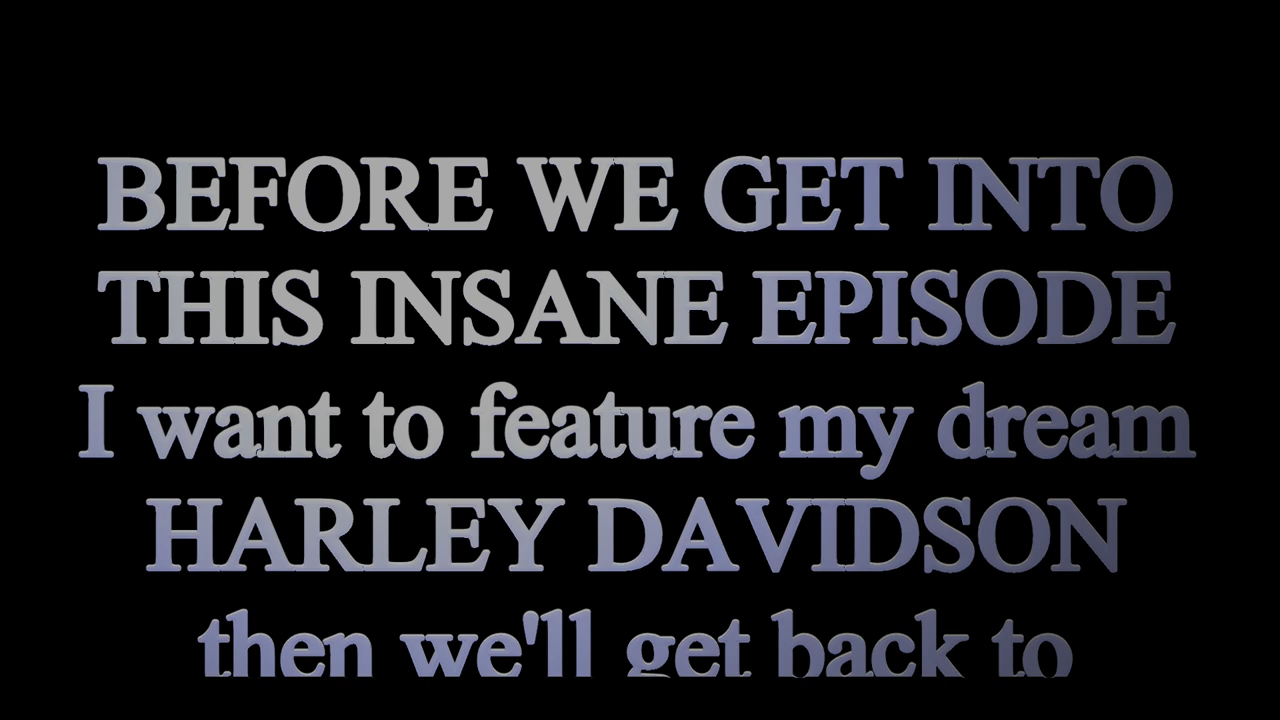 BEFORE WE GET INTO
THIS INSANE EPISODE
I want to feature my dream
HARLEY DAVIDSON
then we'll get back to